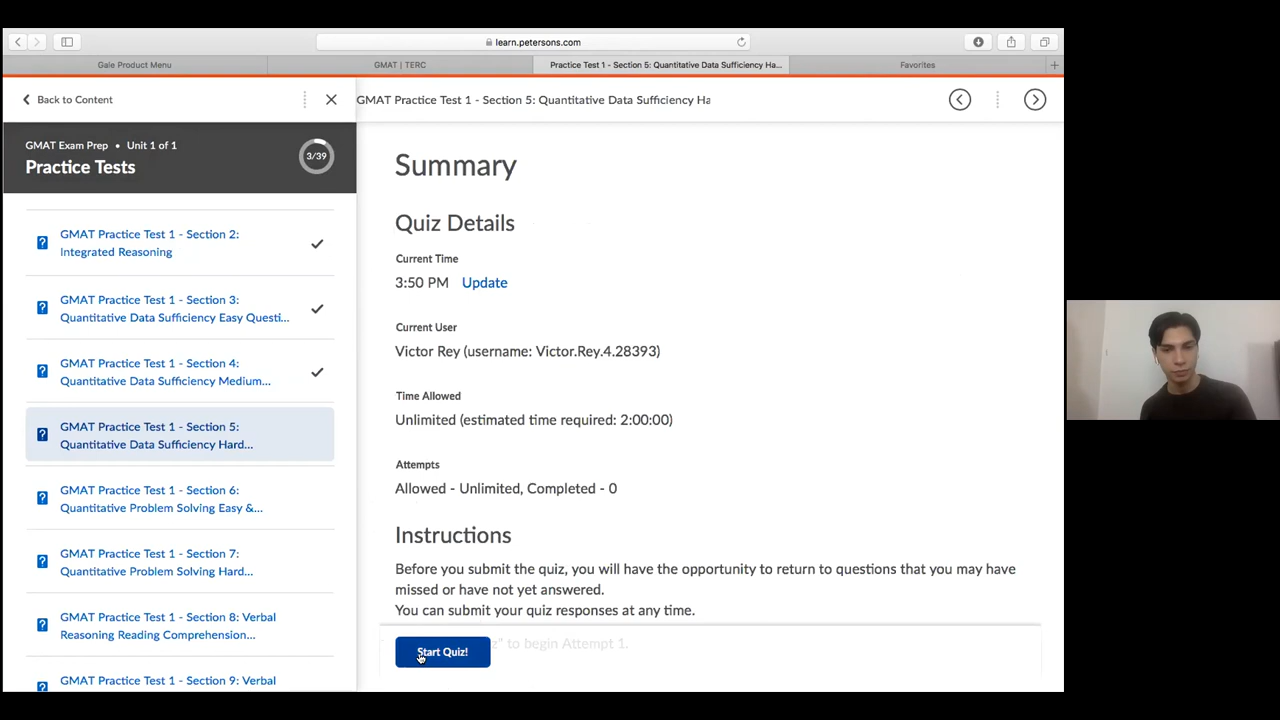 learn.petersons.com
Gale Product Menu
GMAT | TERC
Practice Test 1 - Section 5: Quantitative Data Sufficiency Ha...
Favorites
Back to Content
GMAT Practice Test 1 - Section 5: Quantitative Data Sufficiency Ha
GMAT Exam Prep • Unit 1 of 1
Practice Tests
3/39
GMAT Practice Test 1 - Section 2:
Integrated Reasoning
GMAT Practice Test 1 - Section 3:
Quantitative Data Sufficiency Easy Questi...
GMAT Practice Test 1 - Section 4:
Quantitative Data Sufficiency Medium...
GMAT Practice Test 1 - Section 5:
Quantitative Data Sufficiency Hard...
GMAT Practice Test 1 - Section 6:
Quantitative Problem Solving Easy &...
GMAT Practice Test 1 - Section 7:
Quantitative Problem Solving Hard...
GMAT Practice Test 1 - Section 8: Verbal
Reasoning Reading Comprehension...
GMAT Practice Test 1 - Section 9: Verbal
Summary
Quiz Details
Current Time
3:50 PM Update
Current User
Victor Rey (username: Victor.Rey.4.28393)
Time Allowed
Unlimited (estimated time required: 2:00:00)
Attempts
Allowed - Unlimited, Completed - 0
Instructions
Before you submit the quiz, you will have the opportunity to return to questions that you may have
missed or have not yet answered.
You can submit your quiz responses at any time.
to begin Attempt 1.
Start Quiz!